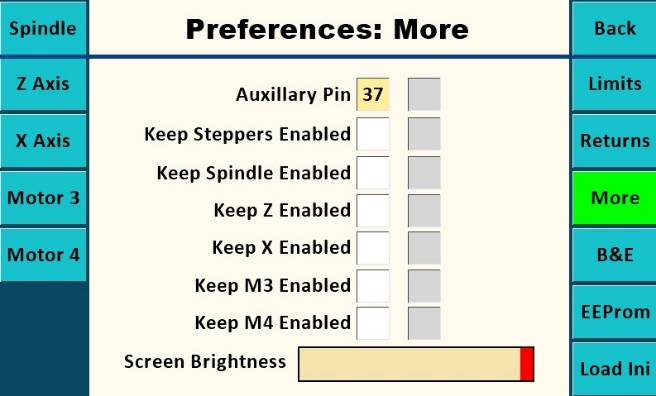 Spindle
Preferences: More
Back
Z Axis
X Axis
Motor 3
Motor 4
Auxillary Pin 37
Keep Steppers Enabled
Keep Spindle Enabled
Keep Z Enabled
Keep X Enabled
Keep M3 Enabled
Keep M4 Enabled
Screen Brightness
Limits
Returns
More
B&E
EEProm
Load Ini